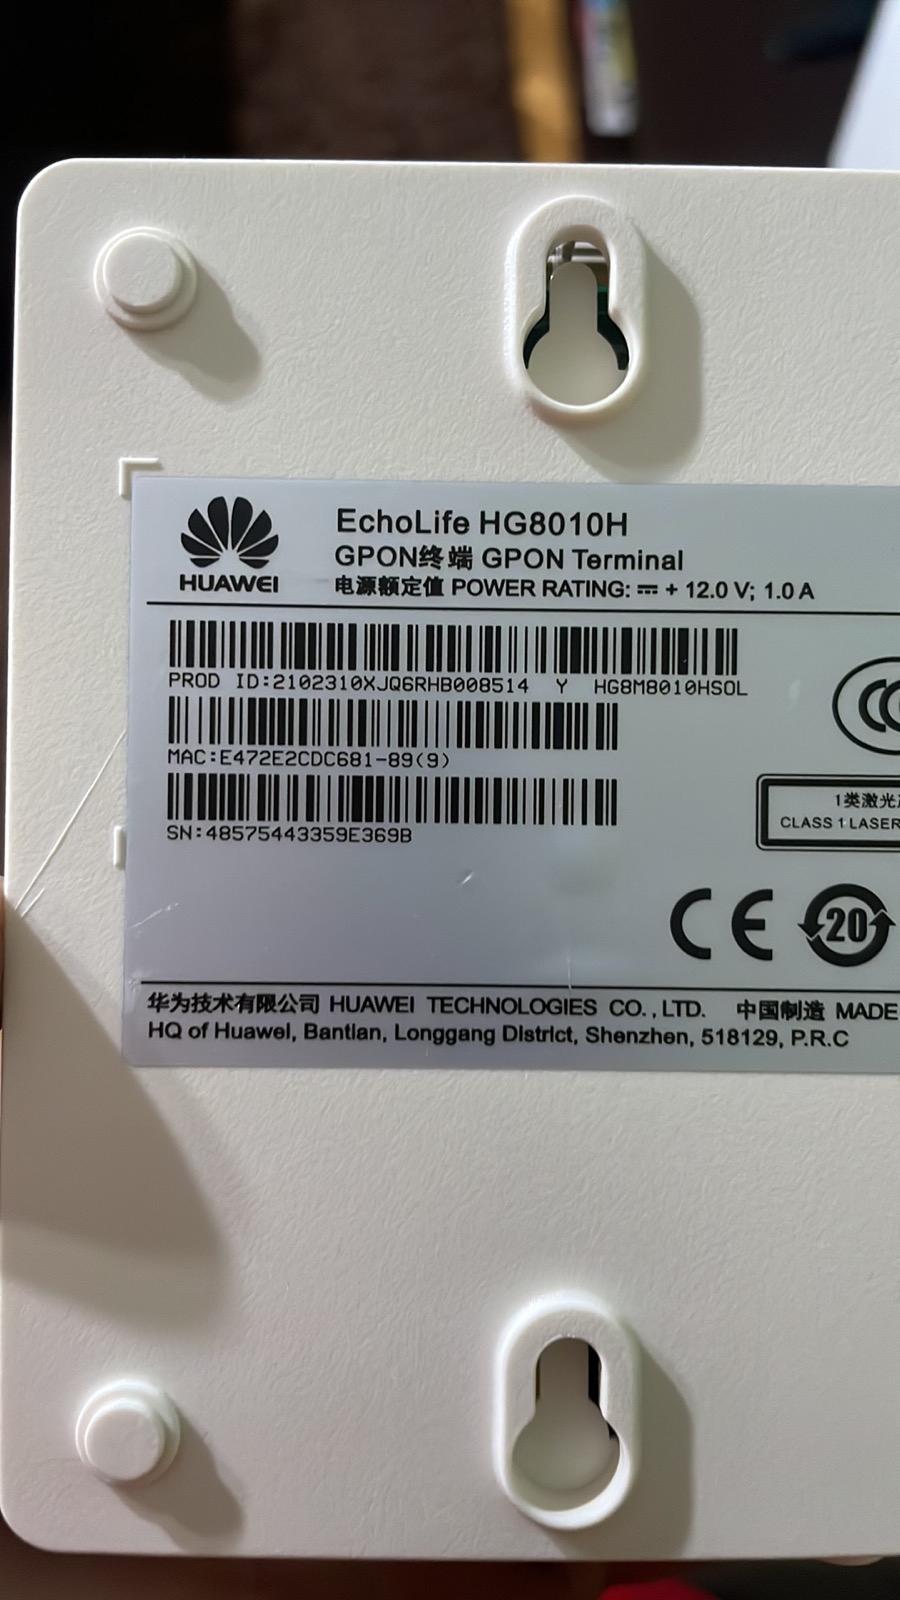 HUAWEI
EchoLife HG8010H
GPON终端 GPON Terminal
电源额定值 POWER RATING: ⎓ + 12.0 V; 1.0 A
PROD ID:2102310XJQ6RHB008514 Y HG8M8010HSOL
MAC:E472E2CDC681-89(9)
SN:48575443359E369B
1类激光
CLASS 1 LASER
CE
20
华为技术有限公司 HUAWEI TECHNOLOGIES CO.,LTD. 中国制造 MADE
HQ of Huawei, Bantian, Longgang District, Shenzhen, 518129, P.R.C